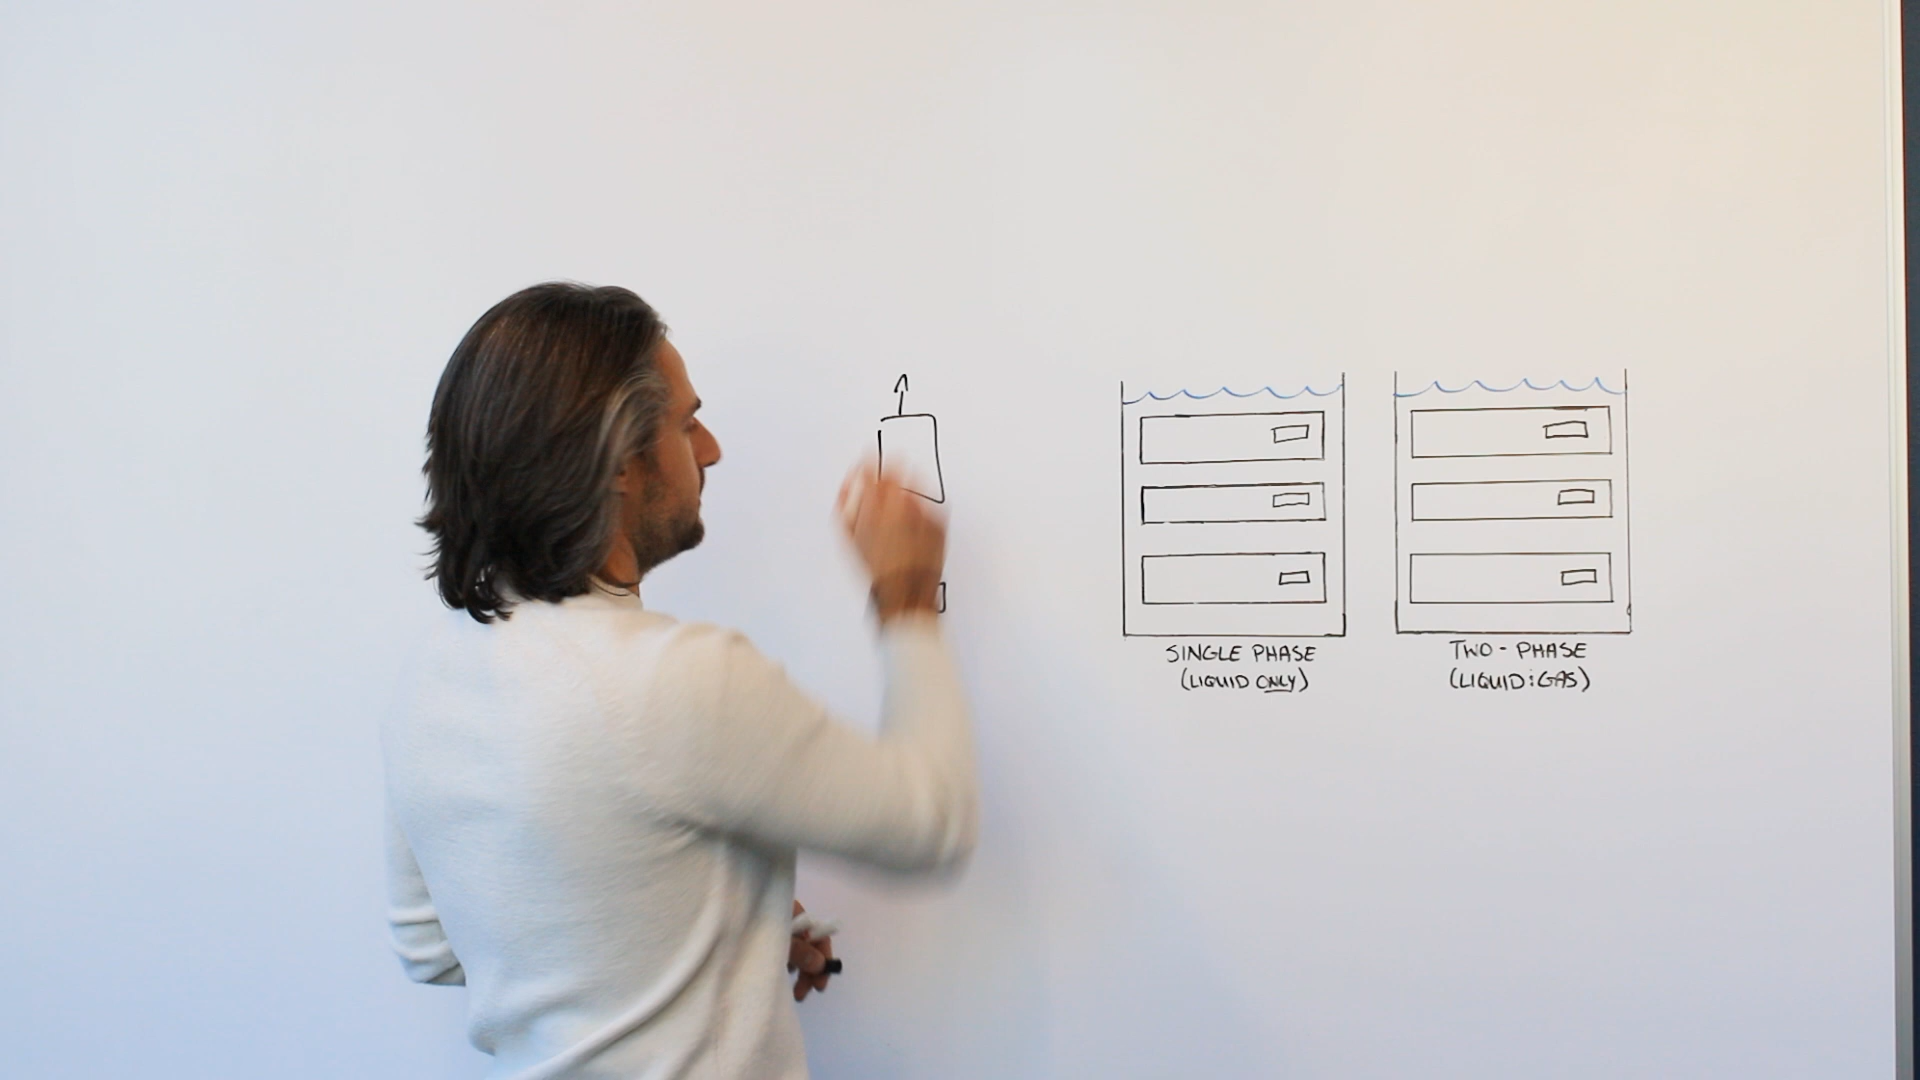 SINGLE PHASE
(LIQUID ONLY)
TWO-PHASE
(LIQUID : GAS)